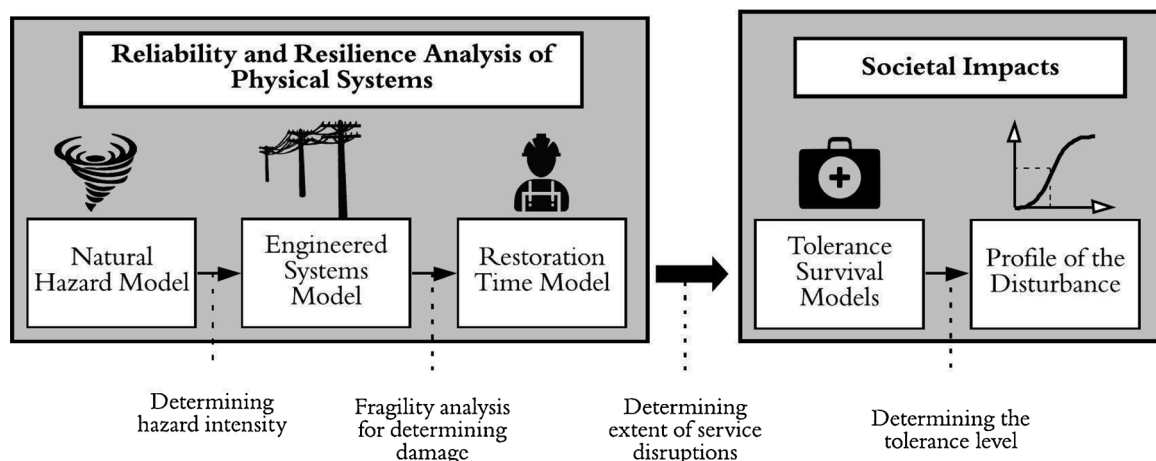 Reliability and Resilience Analysis of
Physical Systems
Societal Impacts
Natural
Hazard Model
Engineered
Systems
Model
Restoration
Time Model
Tolerance
Survival
Models
Profile of the
Disturbance
Determining
hazard intensity
Fragility analysis
for determining
damage
Determining
extent of service
disruptions
Determining the
tolerance level